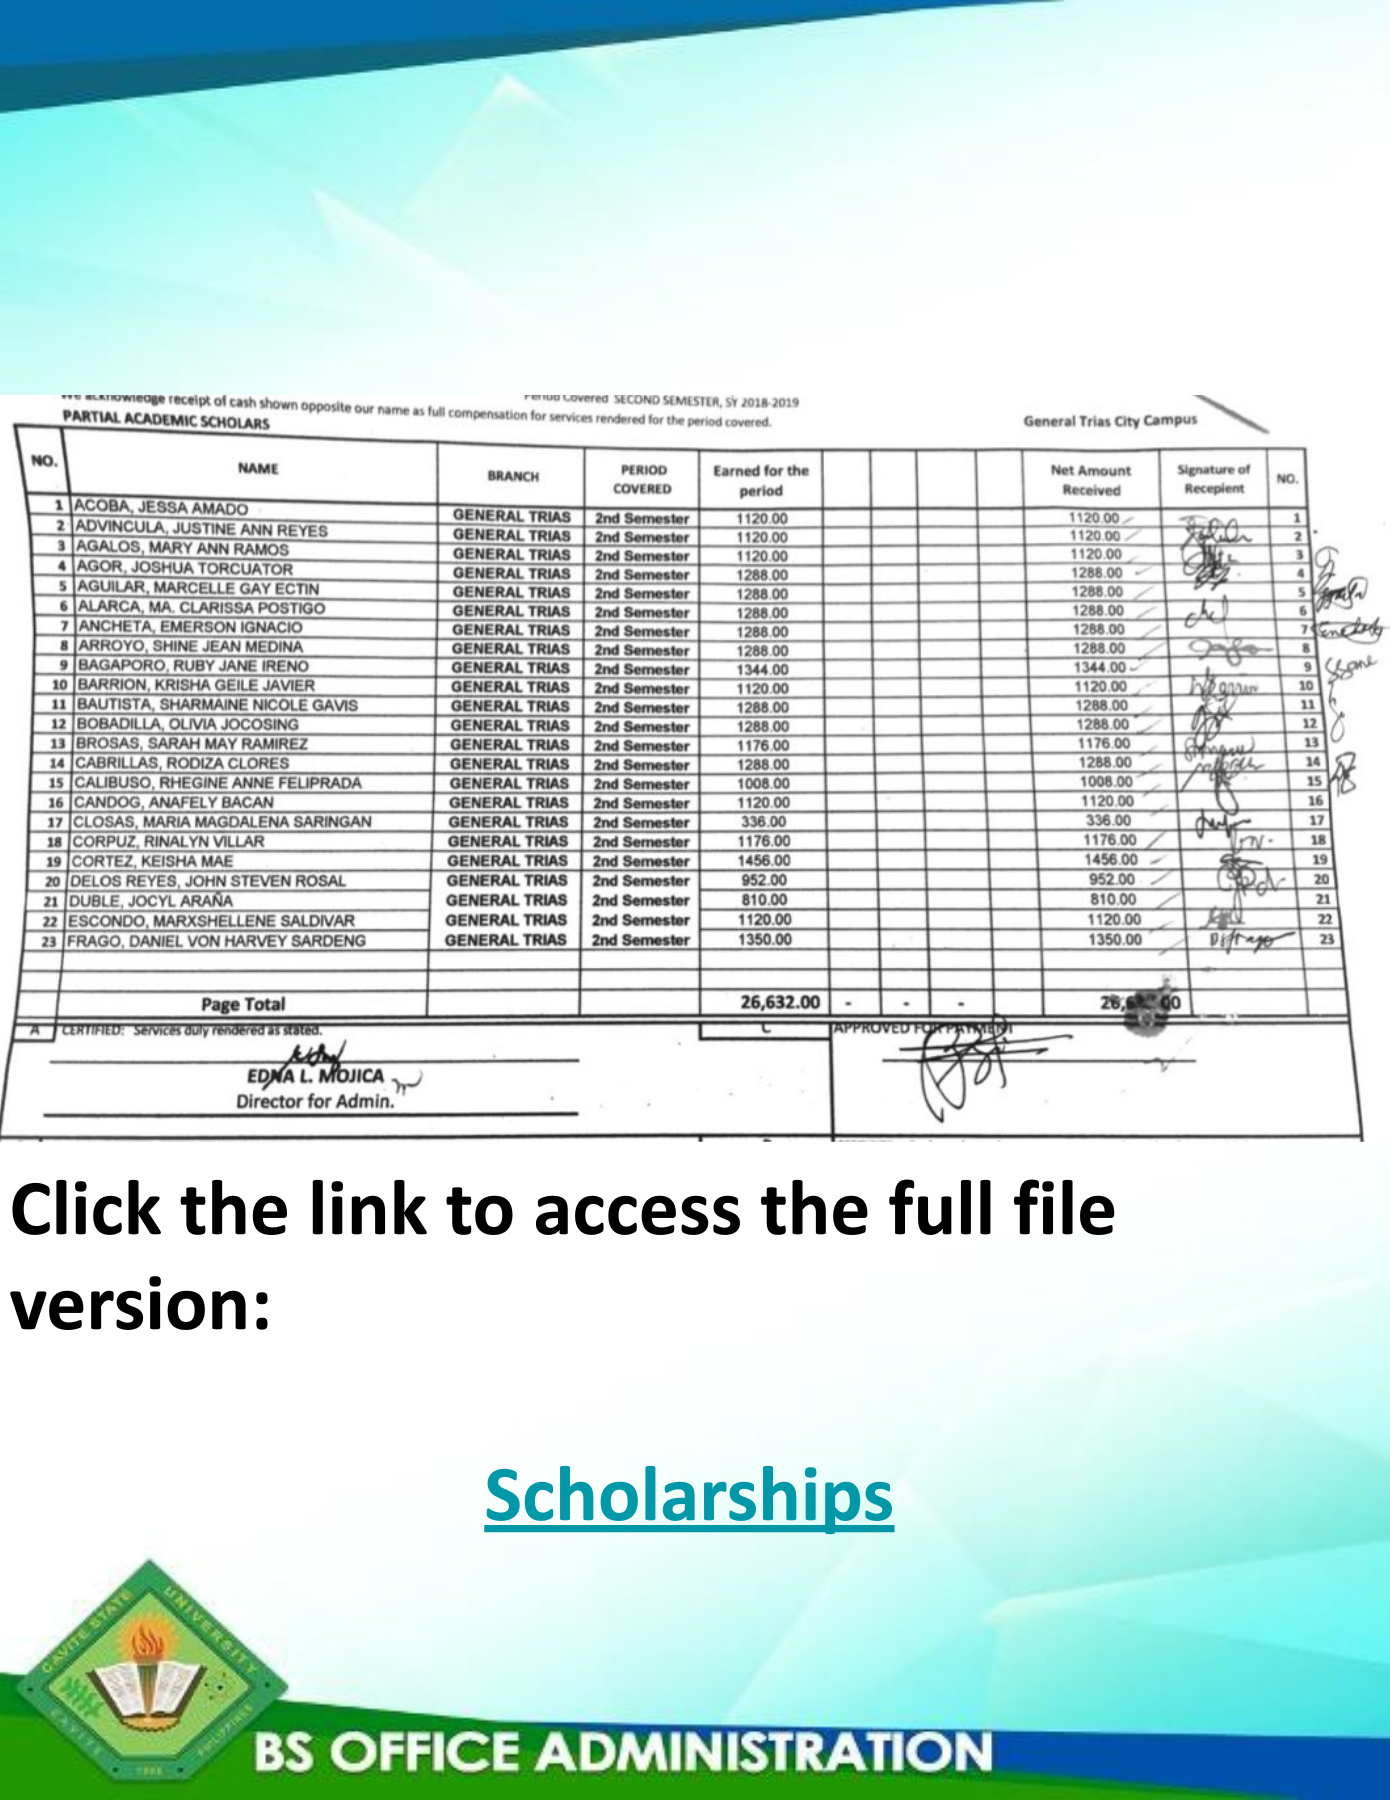 We acknowledge receipt of cash shown opposite our name as full compensation for services rendered for the period covered.
Period Covered SECOND SEMESTER, SY 2018-2019
PARTIAL ACADEMIC SCHOLARS
General Trias City Campus
NO. NAME BRANCH PERIOD COVERED Earned for the period Net Amount Received Signature of Recepient NO.
1 ACOBA, JESSA AMADO GENERAL TRIAS 2nd Semester 1120.00 1120.00 1
2 ADVINCULA, JUSTINE ANN REYES GENERAL TRIAS 2nd Semester 1120.00 1120.00 2
3 AGALOS, MARY ANN RAMOS GENERAL TRIAS 2nd Semester 1120.00 1120.00 3
4 AGOR, JOSHUA TORCUATOR GENERAL TRIAS 2nd Semester 1288.00 1288.00 4
5 AGUILAR, MARCELLE GAY ECTIN GENERAL TRIAS 2nd Semester 1288.00 1288.00 5
6 ALARCA, MA. CLARISSA POSTIGO GENERAL TRIAS 2nd Semester 1288.00 1288.00 6
7 ANCHETA, EMERSON IGNACIO GENERAL TRIAS 2nd Semester 1288.00 1288.00 7
8 ARROYO, SHINE JEAN MEDINA GENERAL TRIAS 2nd Semester 1288.00 1288.00 8
9 BAGAPORO, RUBY JANE IRENO GENERAL TRIAS 2nd Semester 1344.00 1344.00 9
10 BARRION, KRISHA GEILE JAVIER GENERAL TRIAS 2nd Semester 1120.00 1120.00 10
11 BAUTISTA, SHARMAINE NICOLE GAVIS GENERAL TRIAS 2nd Semester 1288.00 1288.00 11
12 BOBADILLA, OLIVIA JOCOSING GENERAL TRIAS 2nd Semester 1288.00 1288.00 12
13 BROSAS, SARAH MAY RAMIREZ GENERAL TRIAS 2nd Semester 1176.00 1176.00 13
14 CABRILLAS, RODIZA CLORES GENERAL TRIAS 2nd Semester 1288.00 1288.00 14
15 CALIBUSO, RHEGINE ANNE FELIPRADA GENERAL TRIAS 2nd Semester 1008.00 1008.00 15
16 CANDOG, ANAFELY BACAN GENERAL TRIAS 2nd Semester 1120.00 1120.00 16
17 CLOSAS, MARIA MAGDALENA SARINGAN GENERAL TRIAS 2nd Semester 336.00 336.00 17
18 CORPUZ, RINALYN VILLAR GENERAL TRIAS 2nd Semester 1176.00 1176.00 18
19 CORTEZ, KEISHA MAE GENERAL TRIAS 2nd Semester 1456.00 1456.00 19
20 DELOS REYES, JOHN STEVEN ROSAL GENERAL TRIAS 2nd Semester 952.00 952.00 20
21 DUBLE, JOCYL ARAÑA GENERAL TRIAS 2nd Semester 810.00 810.00 21
22 ESCONDO, MARXSHELLENE SALDIVAR GENERAL TRIAS 2nd Semester 1120.00 1120.00 22
23 FRAGO, DANIEL VON HARVEY SARDENG GENERAL TRIAS 2nd Semester 1350.00 1350.00 23
Page Total 26,632.00 - - -
A CERTIFIED: Services duly rendered as stated. C APPROVED FOR PAYMENT
EDNA L. MOJICA
Director for Admin.
Click the link to access the full file
version:
Scholarships
CAVITE STATE UNIVERSITY
CAVITE PHILIPPINES
1906
BS OFFICE ADMINISTRATION